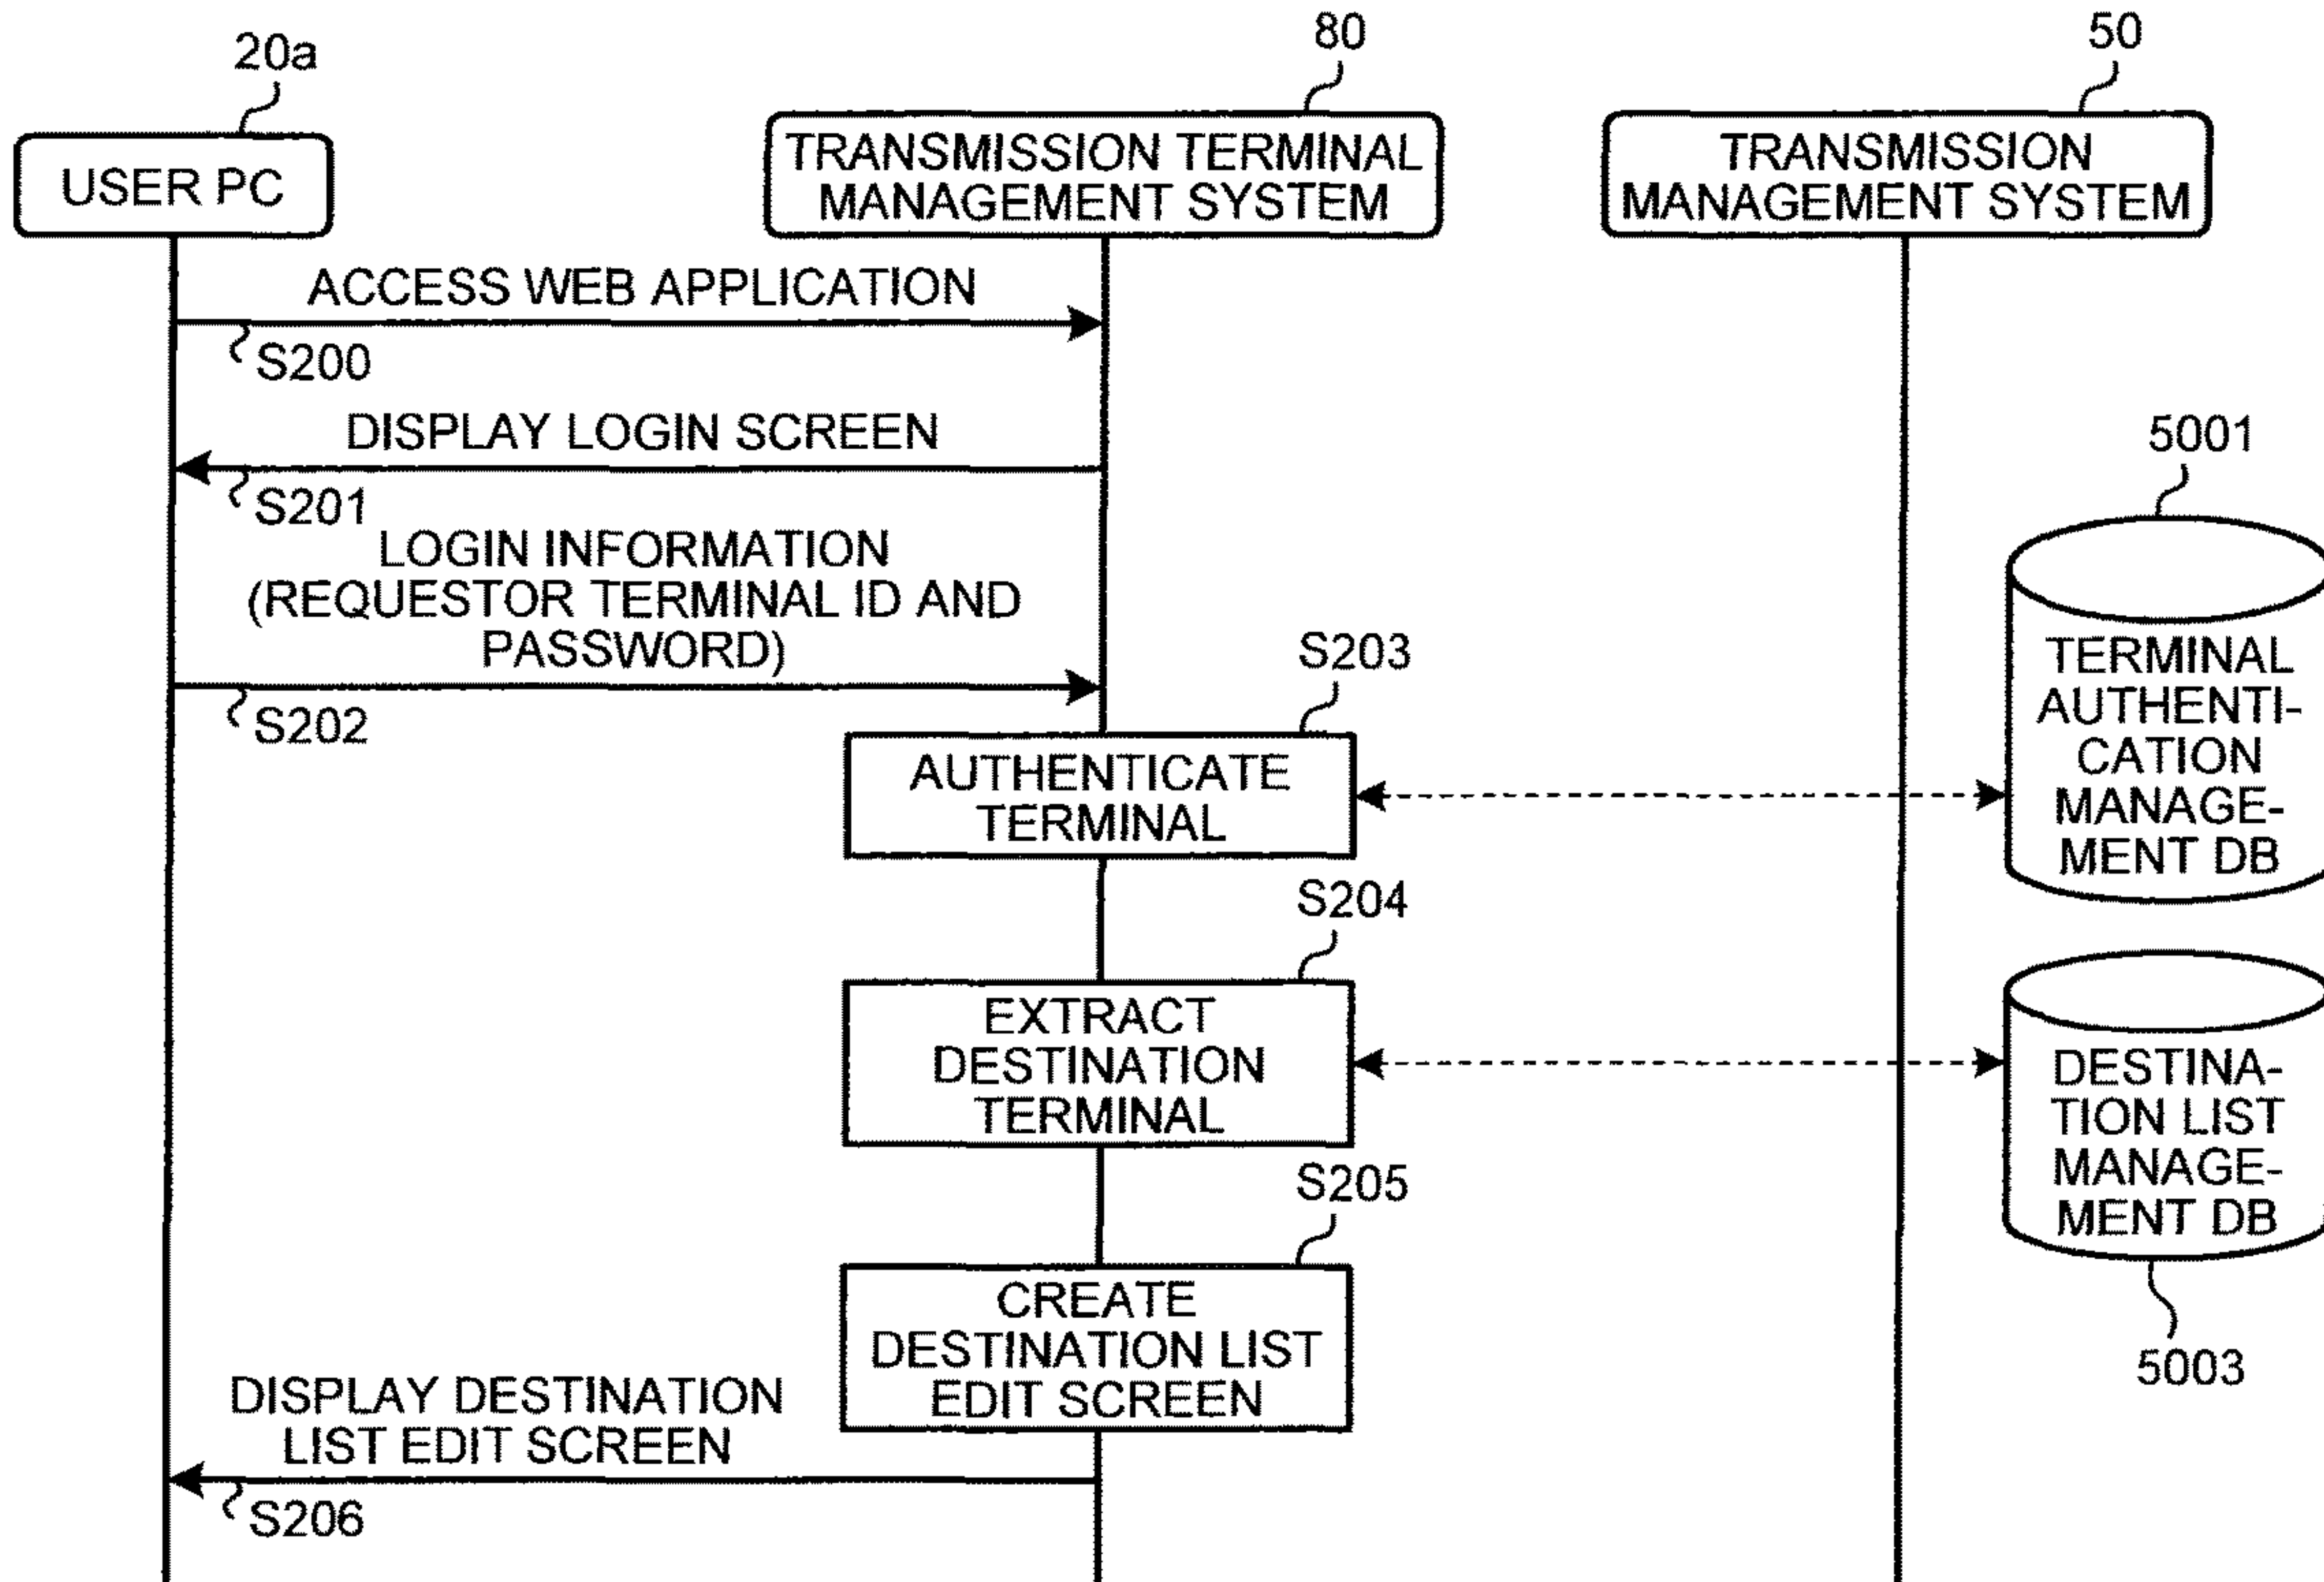 20a
80
50
USER PC
TRANSMISSION TERMINAL
MANAGEMENT SYSTEM
TRANSMISSION
MANAGEMENT SYSTEM
ACCESS WEB APPLICATION
S200
DISPLAY LOGIN SCREEN
S201
LOGIN INFORMATION
(REQUESTOR TERMINAL ID AND
PASSWORD)
S202
S203
AUTHENTICATE
TERMINAL
5001
TERMINAL
AUTHENTI-
CATION
MANAGE-
MENT DB
S204
EXTRACT
DESTINATION
TERMINAL
DESTINA-
TION LIST
MANAGE-
MENT DB
5003
S205
CREATE
DESTINATION LIST
EDIT SCREEN
DISPLAY DESTINATION
LIST EDIT SCREEN
S206